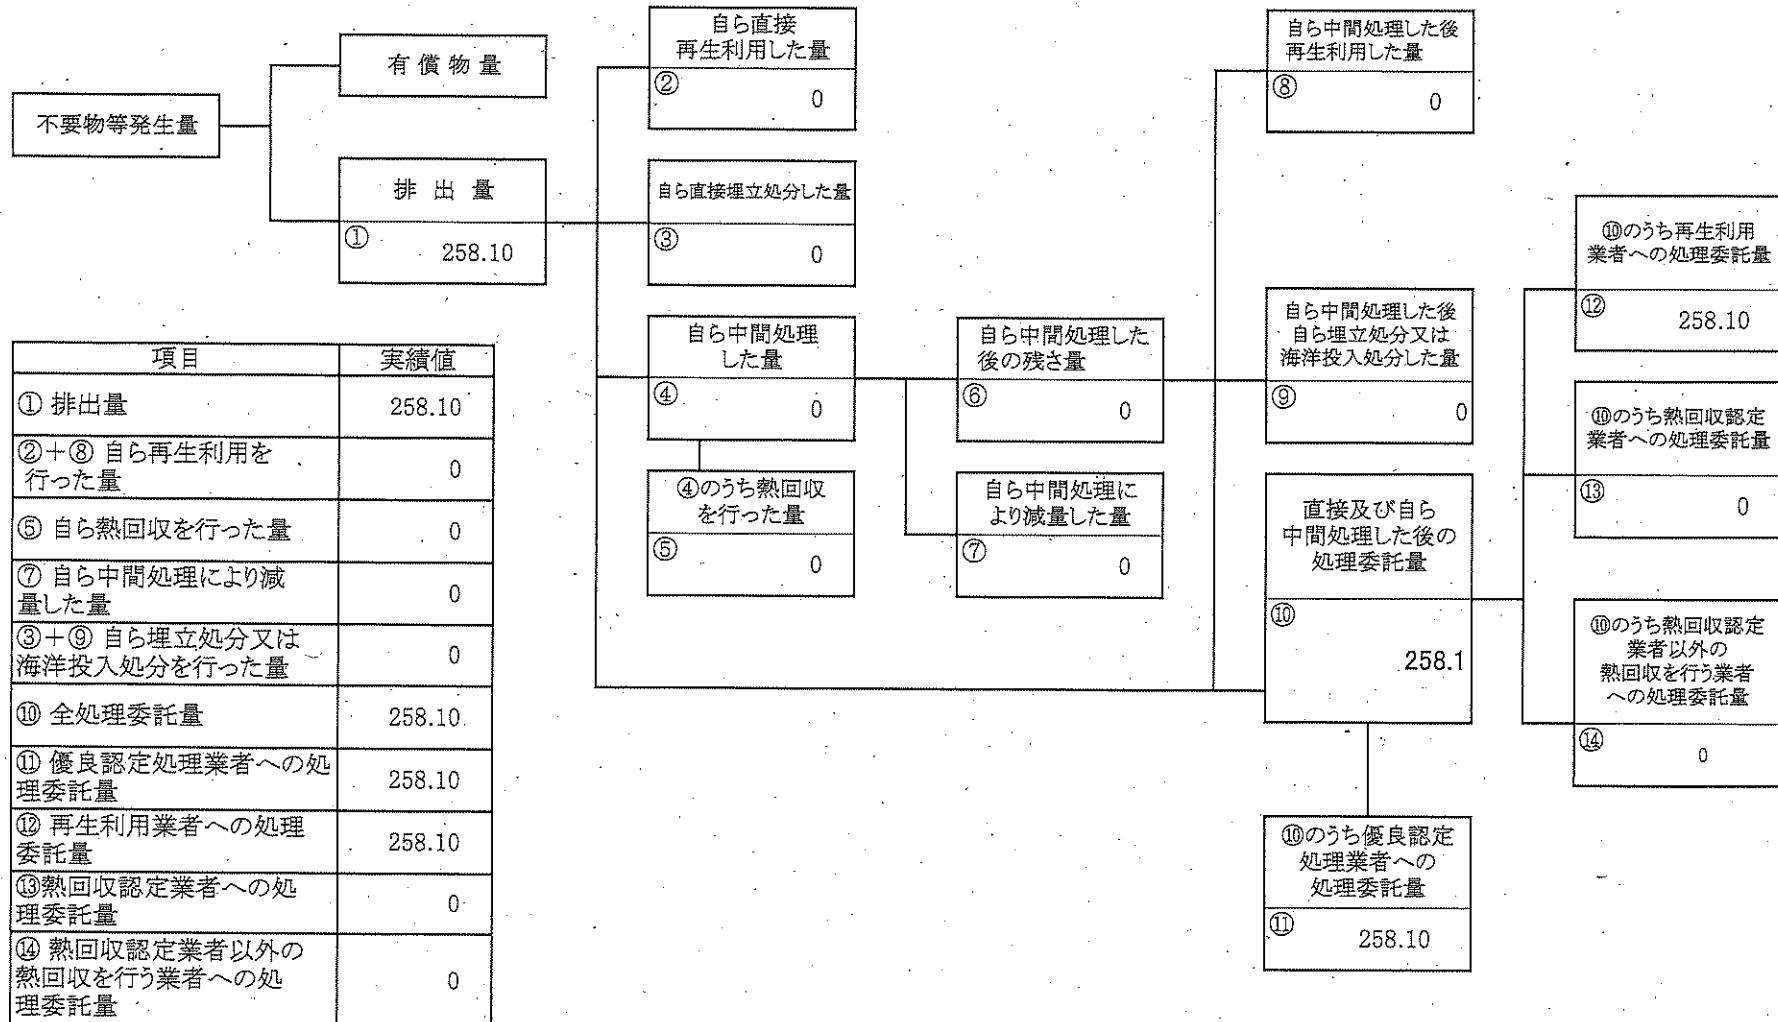 不要物等発生量
有償物量
排出量
①
258.10
自ら直接
再生利用した量
②
0
自ら直接埋立処分した量
③
0
自ら中間処理
した量
④
0
④のうち熱回収
を行った量
⑤
0
自ら中間処理した
後の残さ量
⑥
0
自ら中間処理に
より減量した量
⑦
0
自ら中間処理した後
再生利用した量
⑧
0
自ら中間処理した後
自ら埋立処分又は
海洋投入処分した量
⑨
0
直接及び自ら
中間処理した後の
処理委託量
⑩
258.1
⑩のうち優良認定
処理業者への
処理委託量
⑪
258.10
⑩のうち再生利用
業者への処理委託量
⑫
258.10
⑩のうち熱回収認定
業者への処理委託量
⑬
0
⑩のうち熱回収認定
業者以外の
熱回収を行う業者
への処理委託量
⑭
0
項目 実績値
① 排出量 258.10
②+⑧ 自ら再生利用を
行った量 0
⑤ 自ら熱回収を行った量 0
⑦ 自ら中間処理により減
量した量 0
③+⑨ 自ら埋立処分又は
海洋投入処分を行った量 0
⑩ 全処理委託量 258.10
⑪ 優良認定処理業者への処
理委託量 258.10
⑫ 再生利用業者への処理
委託量 258.10
⑬熱回収認定業者への処
理委託量 0
⑭ 熱回収認定業者以外の
熱回収を行う業者への処
理委託量 0